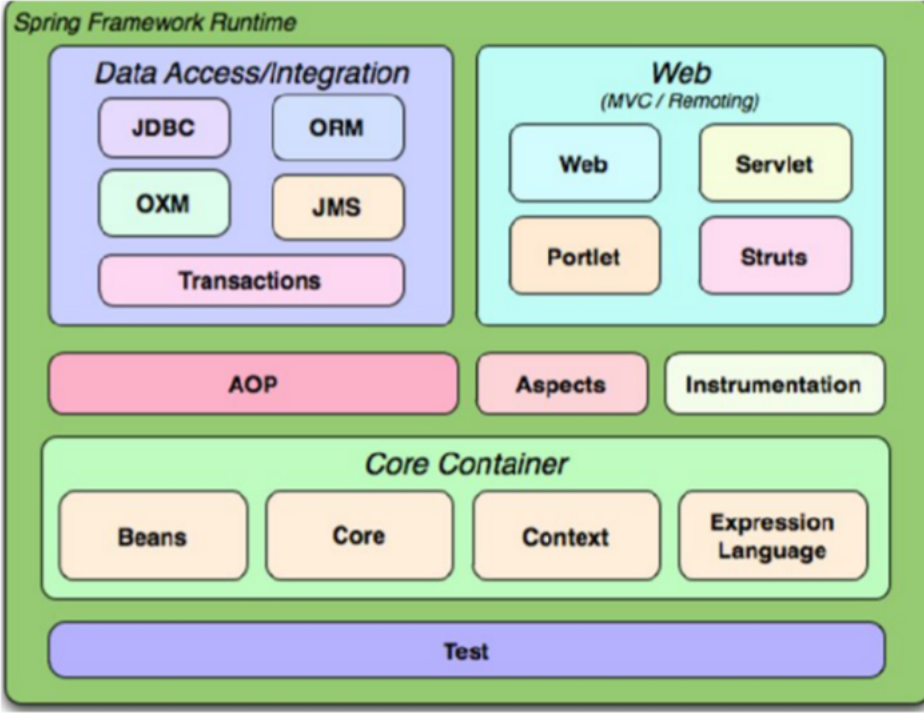 Spring Framework Runtime
Data Access/Integration
JDBC
ORM
OXM
JMS
Transactions
Web
(MVC / Remoting)
Web
Servlet
Portlet
Struts
AOP
Aspects
Instrumentation
Core Container
Beans
Core
Context
Expression
Language
Test